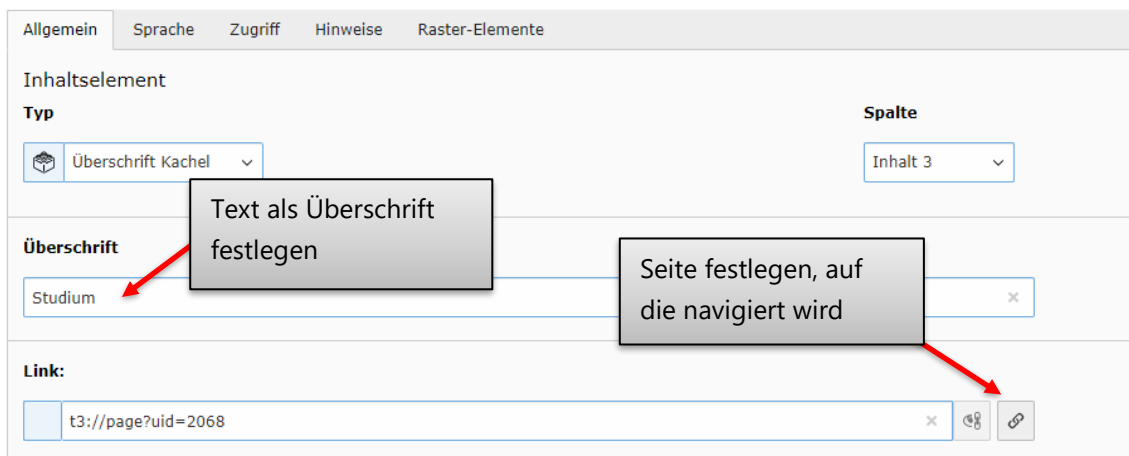 Allgemein Sprache Zugriff Hinweise Raster-Elemente
Inhaltselement
Typ Spalte
Überschrift Kachel Inhalt 3
Text als Überschrift
festlegen
Überschrift
Seite festlegen, auf
die navigiert wird
Studium
Link:
t3://page?uid=2068